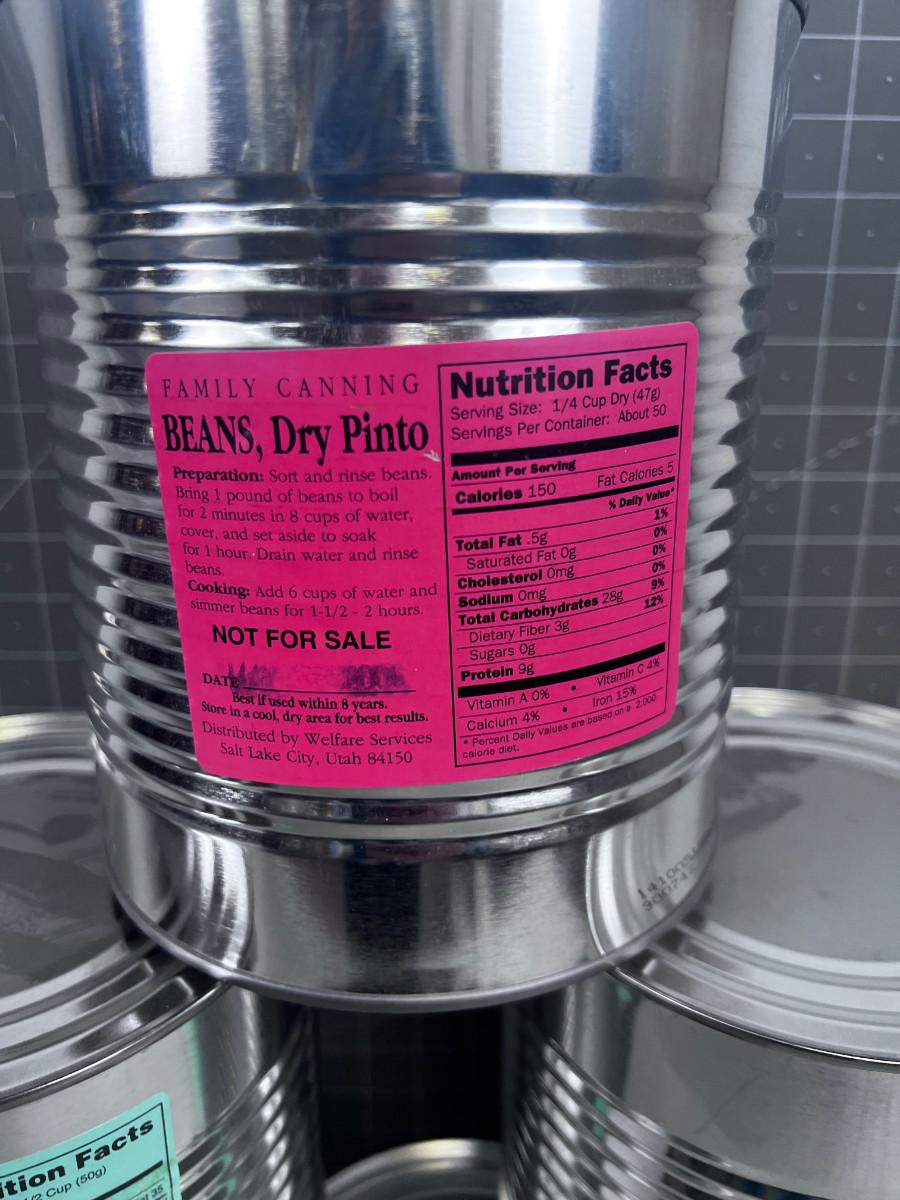 FAMILY CANNING
BEANS, Dry Pinto
Preparation: Sort and rinse beans.
Bring 1 pound of beans to boil
for 2 minutes in 8 cups of water,
cover, and set aside to soak
for 1 hour. Drain water and rinse
beans.
Cooking: Add 6 cups of water and
simmer beans for 1-1/2 - 2 hours.
NOT FOR SALE
DATE
Best if used within 8 years.
Store in a cool, dry area for best results.
Distributed by Welfare Services
Salt Lake City, Utah 84150
Nutrition Facts
Serving Size: 1/4 Cup Dry (47g)
Servings Per Container: About 50
Amount Per Serving
Calories 150 Fat Calories 5
% Daily Value*
Total Fat .5g 1%
Saturated Fat 0g 0%
Cholesterol 0mg 0%
Sodium 0mg 0%
Total Carbohydrates 28g 9%
Dietary Fiber 3g 12%
Sugars 0g
Protein 9g
Vitamin A 0% • Vitamin C 4%
Calcium 4% • Iron 15%
* Percent Daily Values are based on a 2,000
calorie diet.
ition Facts
/2 Cup (50g)
35